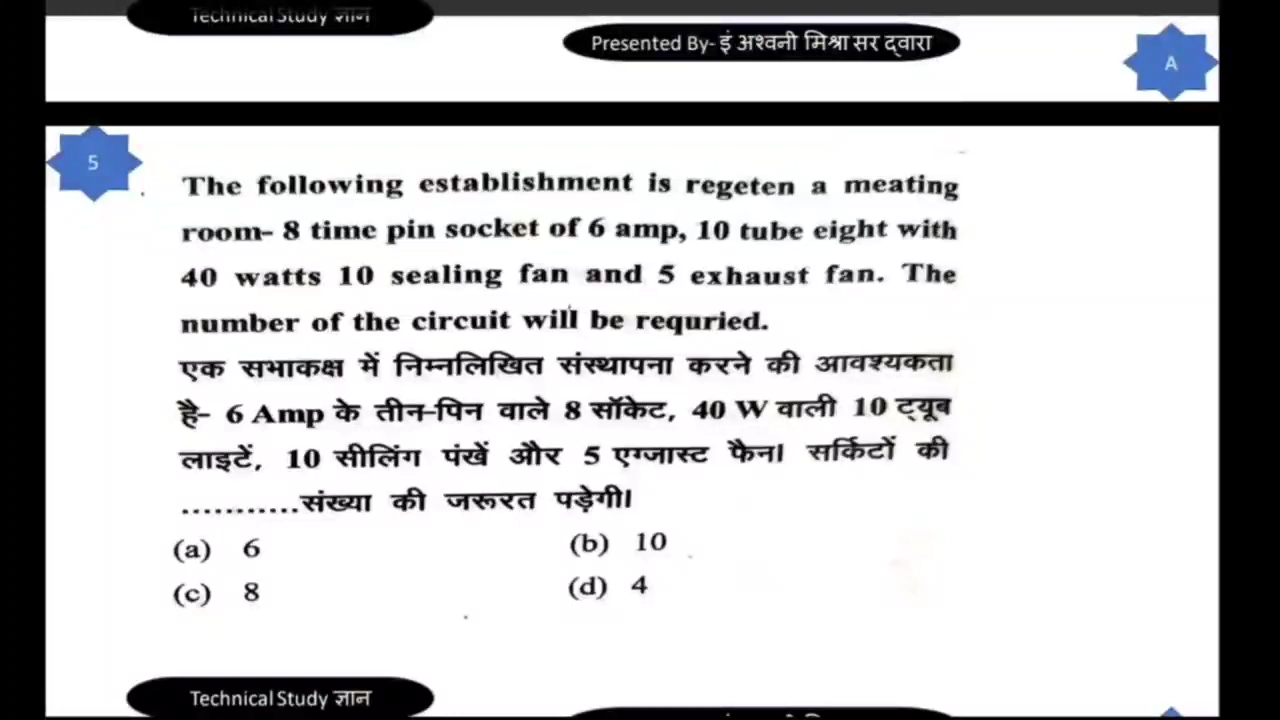 Technical Study ज्ञान
Presented By- इं अश्वनी मिश्रा सर द्वारा
A
5
The following establishment is regeten a meating
room- 8 time pin socket of 6 amp, 10 tube eight with
40 watts 10 sealing fan and 5 exhaust fan. The
number of the circuit will be requried.
एक सभाकक्ष में निम्नलिखित संस्थापना करने की आवश्यकता
है- 6 Amp के तीन-पिन वाले 8 सॉकेट, 40 W वाली 10 ट्यूब
लाइटें, 10 सीलिंग पंखें और 5 एग्जास्ट फैन। सर्किटों की
...........संख्या की जरूरत पड़ेगी।
(a) 6
(b) 10
(c) 8
(d) 4
Technical Study ज्ञान